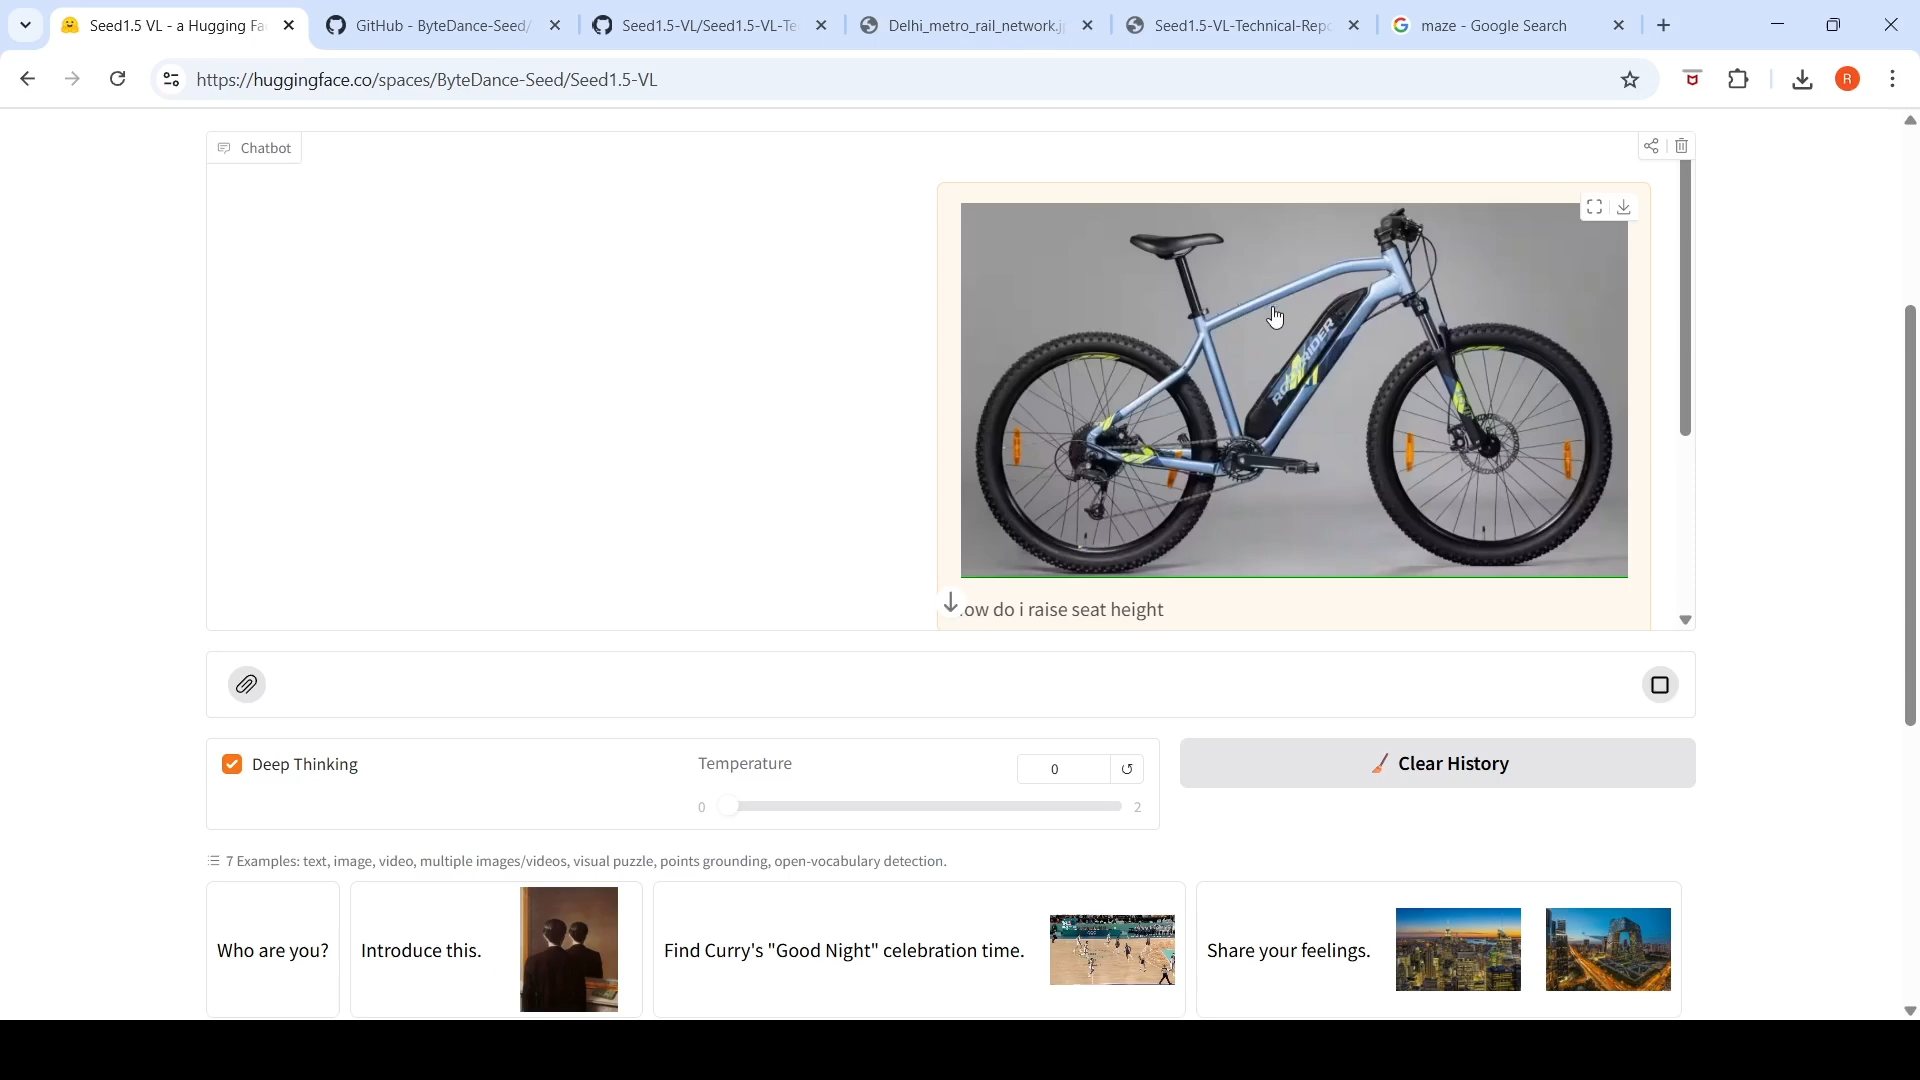 Seed1.5 VL - a Hugging Fa
GitHub - ByteDance-Seed/
Seed1.5-VL/Seed1.5-VL-Te
Delhi_metro_rail_network.j
Seed1.5-VL-Technical-Repo
maze - Google Search
https://huggingface.co/spaces/ByteDance-Seed/Seed1.5-VL
R
Chatbot
ROCKRIDER
ow do i raise seat height
Deep Thinking
Temperature
0
0
2
Clear History
7 Examples: text, image, video, multiple images/videos, visual puzzle, points grounding, open-vocabulary detection.
Who are you?
Introduce this.
Find Curry's "Good Night" celebration time.
Share your feelings.